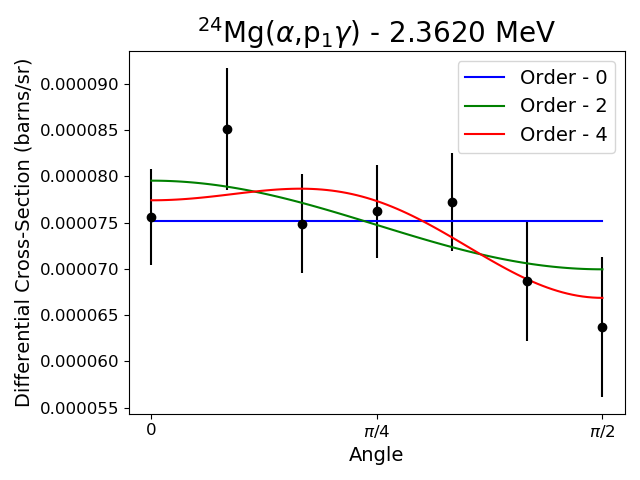 ²⁴Mg(α,p₁γ) - 2.3620 MeV
Differential Cross-Section (barns/sr)
0.000090
0.000085
0.000080
0.000075
0.000070
0.000065
0.000060
0.000055
Order - 0
Order - 2
Order - 4
0
π/4
π/2
Angle